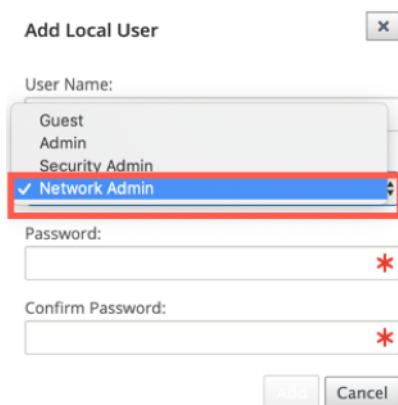 Add Local User
User Name:
Guest
Admin
Security Admin
✓ Network Admin
Password:
*
Confirm Password:
*
Add Cancel